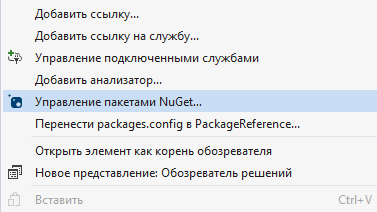 Добавить ссылку...
Добавить ссылку на службу...
Управление подключенными службами
Добавить анализатор...
Управление пакетами NuGet...
Перенести packages.config в PackageReference...
Открыть элемент как корень обозревателя
Новое представление: Обозреватель решений
Вставить Ctrl+V